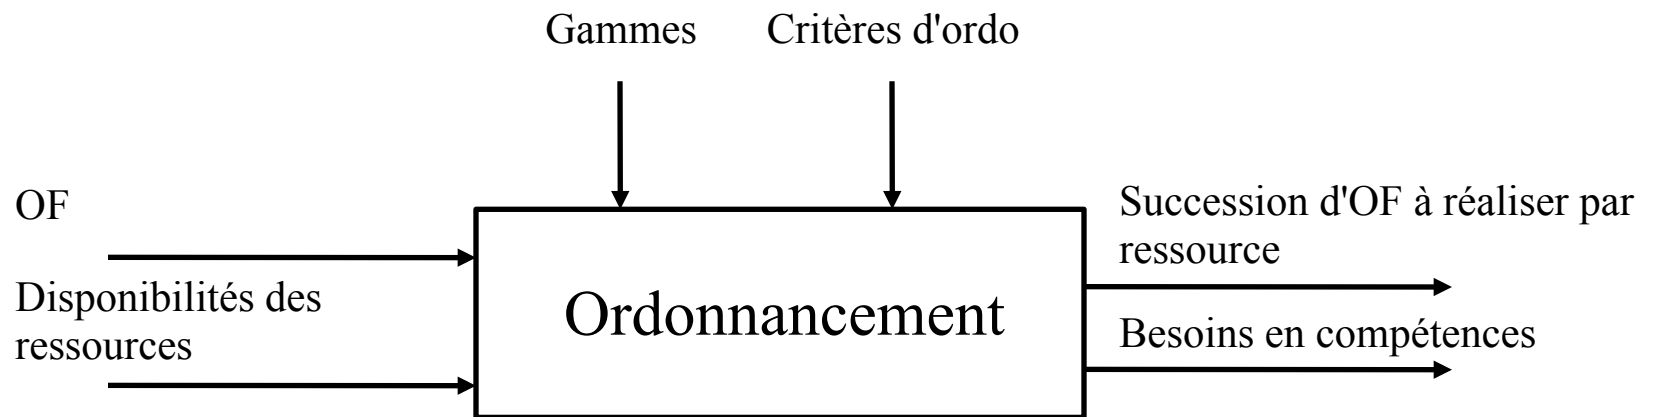 Gammes
Critères d'ordo
OF
Disponibilités des
ressources
Ordonnancement
Succession d'OF à réaliser par
ressource
Besoins en compétences